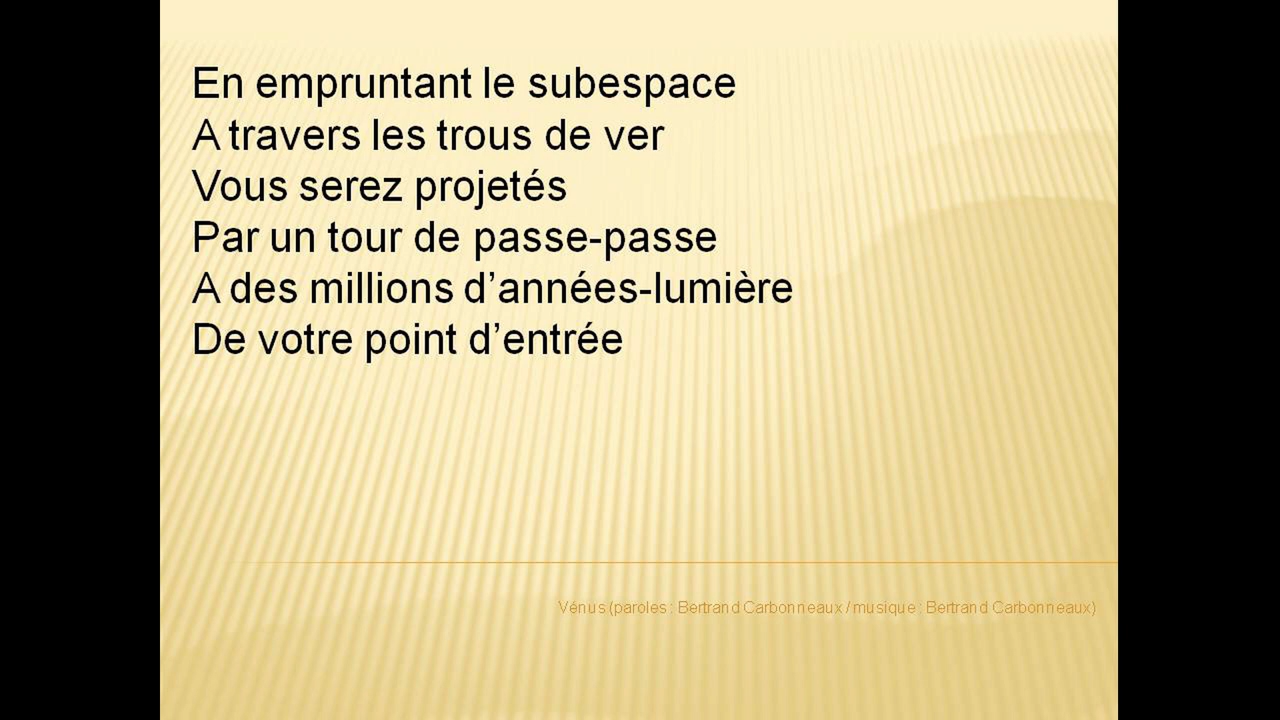 En empruntant le subespace
A travers les trous de ver
Vous serez projetés
Par un tour de passe-passe
A des millions d’années-lumière
De votre point d’entrée
Vénus (paroles : Bertrand Carbonneaux / musique : Bertrand Carbonneaux)